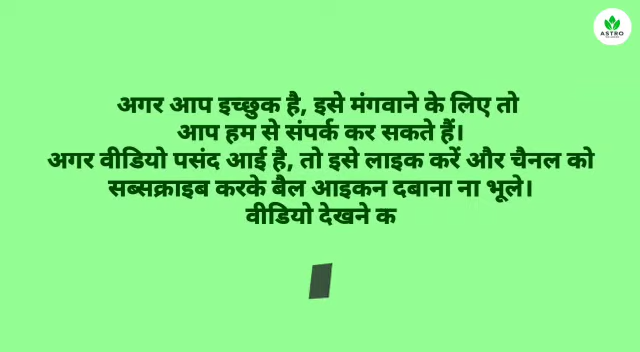 ASTRO
अगर आप इच्छुक है, इसे मंगवाने के लिए तो
आप हम से संपर्क कर सकते हैं।
अगर वीडियो पसंद आई है, तो इसे लाइक करें और चैनल को
सब्सक्राइब करके बैल आइकन दबाना ना भूले।
वीडियो देखने क